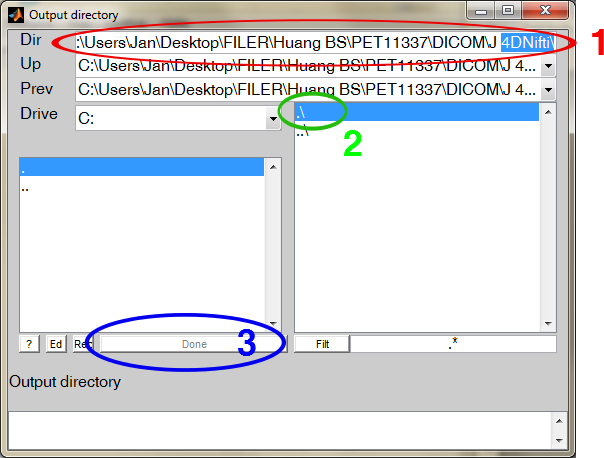 Output directory
Dir :\Users\Jan\Desktop\FILER\Huang BS\PET11337\DICOM\J 4DNifti\ 1
Up C:\Users\Jan\Desktop\FILER\Huang BS\PET11337\DICOM\J 4...
Prev C:\Users\Jan\Desktop\FILER\Huang BS\PET11337\DICOM\J 4...
Drive C: .\
..\ 2
.
..
? Ed Rec Done 3 Filt .*
Output directory